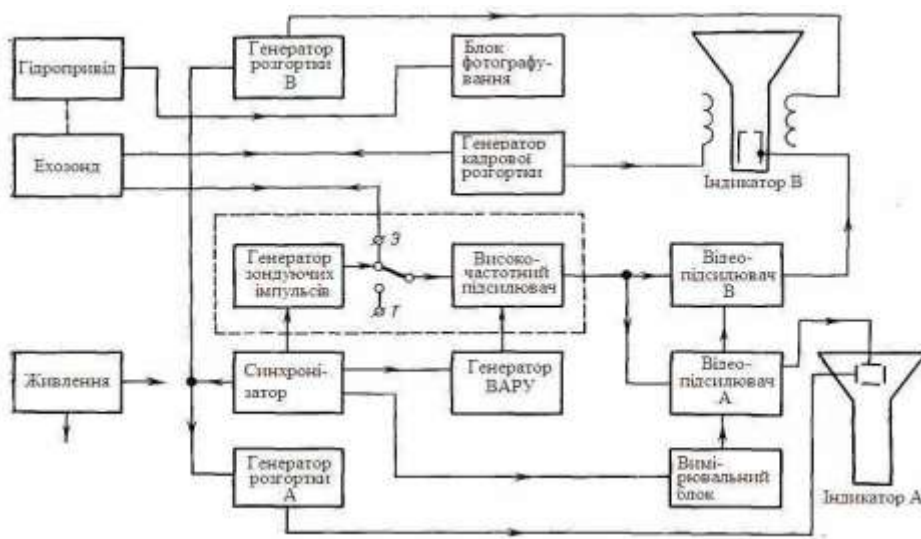 Генератор
розгортки
В
Блок
фотографу-
вання
Гідропривід
Ехозонд
Генератор
кадрової
розгортки
Індикатор В
Э
Генератор
зондуючих
імпульсів
Високо-
частотний
підсилювач
Відео-
підсилювач
В
Т
Живлення
Синхроні-
затор
Генератор
ВАРУ
Відео-
підсилювач
А
Генератор
розгортки
А
Вимі-
рювальний
блок
Індикатор А